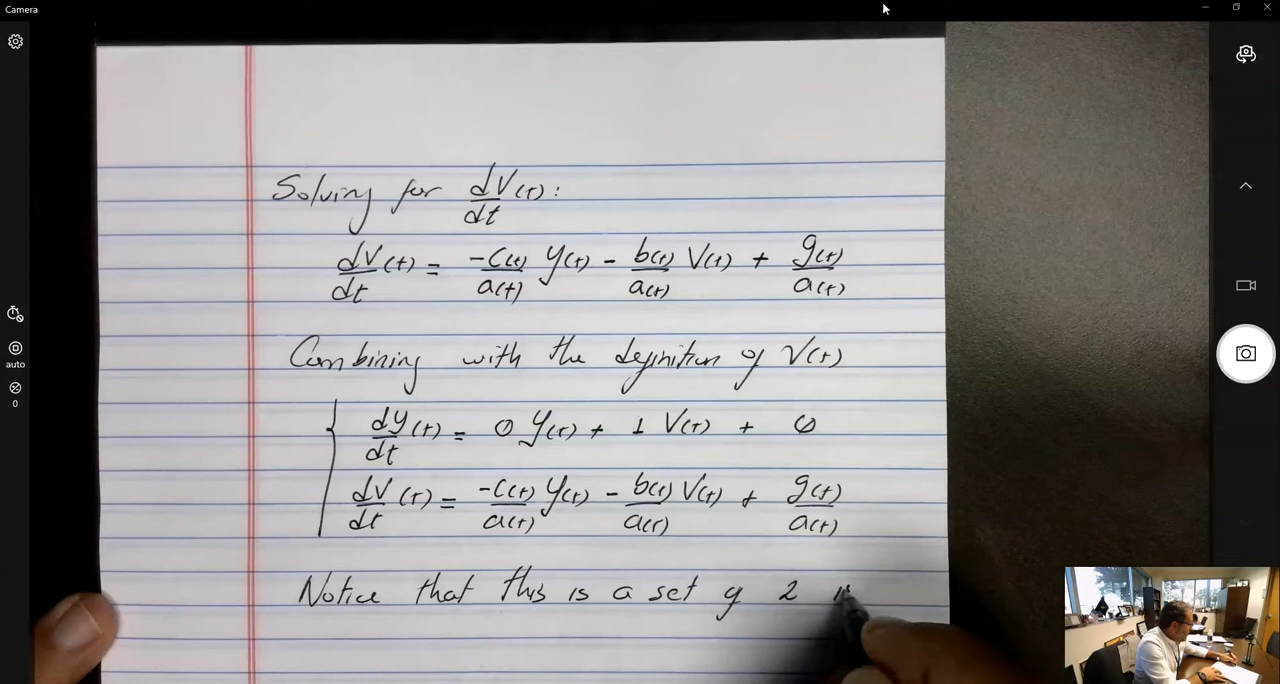 Camera
Solving for dV(t)/dt :
dV(t)/dt = -C(t)/a(t) y(t) - b(t)/a(t) V(t) + g(t)/a(t)
Combining with the definition of V(t)
dy(t)/dt = 0 y(t) + 1 V(t) + 0
dV(t)/dt = -C(t)/a(t) y(t) - b(t)/a(t) V(t) + g(t)/a(t)
Notice that this is a set of 2
auto
0